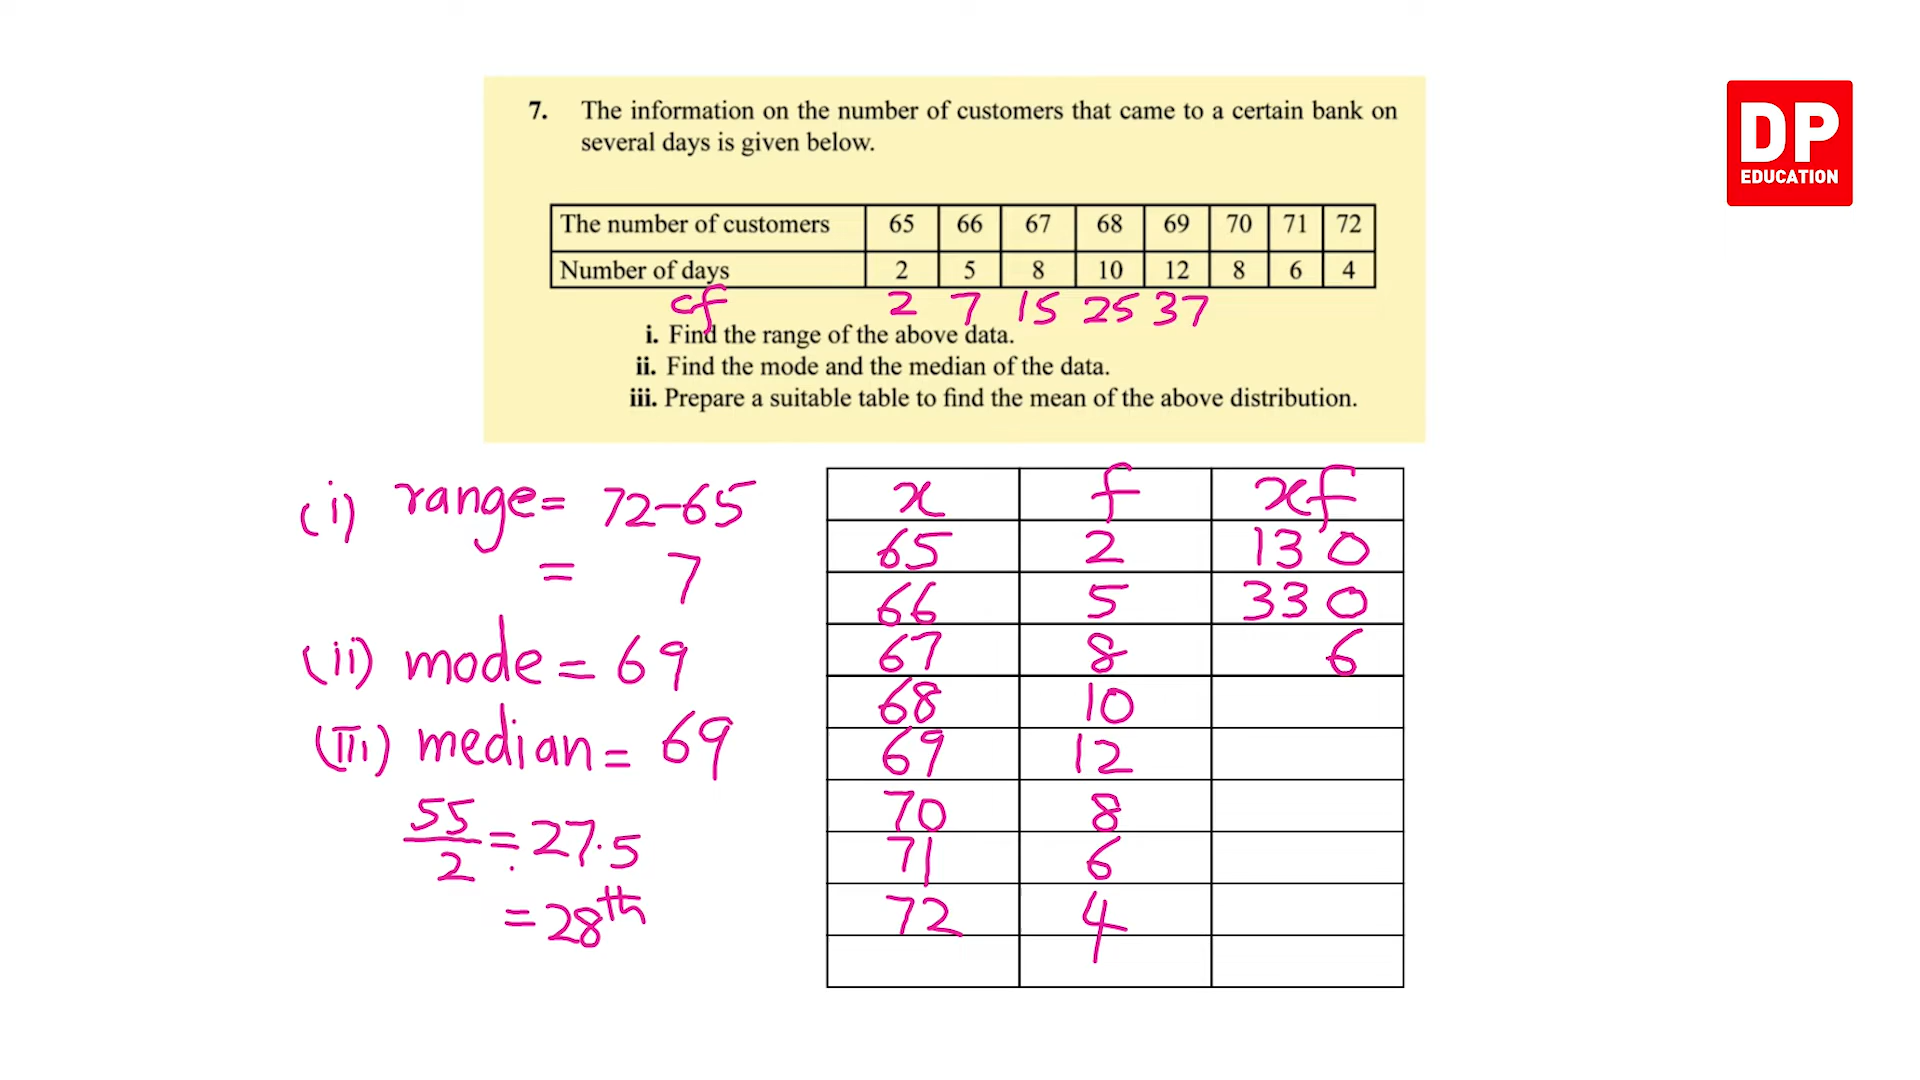 DP
EDUCATION
7. The information on the number of customers that came to a certain bank on
several days is given below.
The number of customers 65 66 67 68 69 70 71 72
Number of days 2 5 8 10 12 8 6 4
cf 2 7 15 25 37
i. Find the range of the above data.
ii. Find the mode and the median of the data.
iii. Prepare a suitable table to find the mean of the above distribution.
(i) range = 72-65
= 7
(ii) mode = 69
(iii) median = 69
55/2 = 27.5
= 28th
x f xf
65 2 130
66 5 330
67 8 6
68 10
69 12
70 8
71 6
72 4